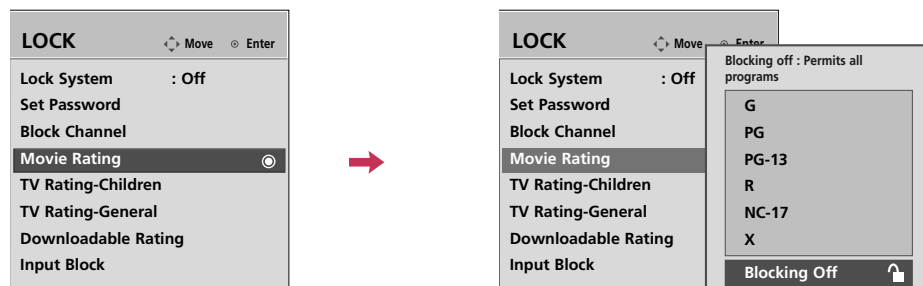 LOCK Move Enter
Lock System : Off
Set Password
Block Channel
Movie Rating
TV Rating-Children
TV Rating-General
Downloadable Rating
Input Block
LOCK Move Enter
Lock System : Off
Set Password
Block Channel
Movie Rating
TV Rating-Children
TV Rating-General
Downloadable Rating
Input Block
Blocking off : Permits all
programs
G
PG
PG-13
R
NC-17
X
Blocking Off